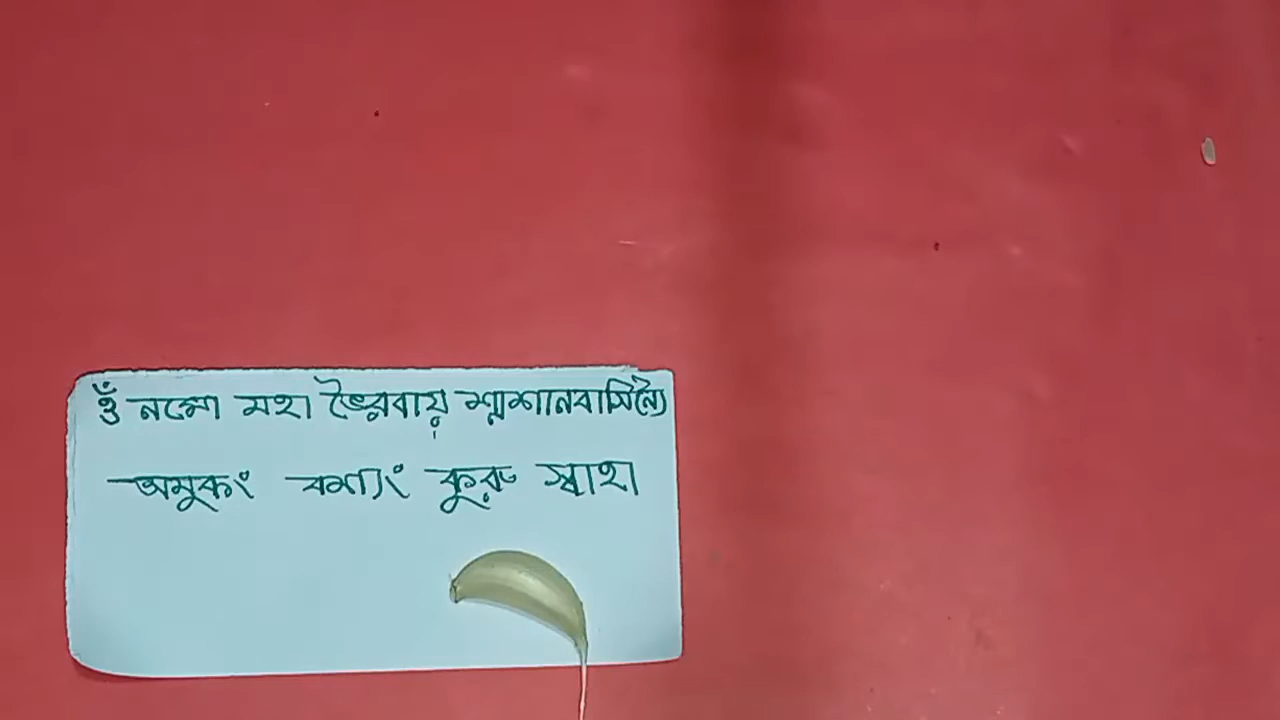 ওঁ নমো মহা ভৈরবায় শ্মশানবাসিন্যৈ
অমুকং বশ্যং কুরু স্বাহা